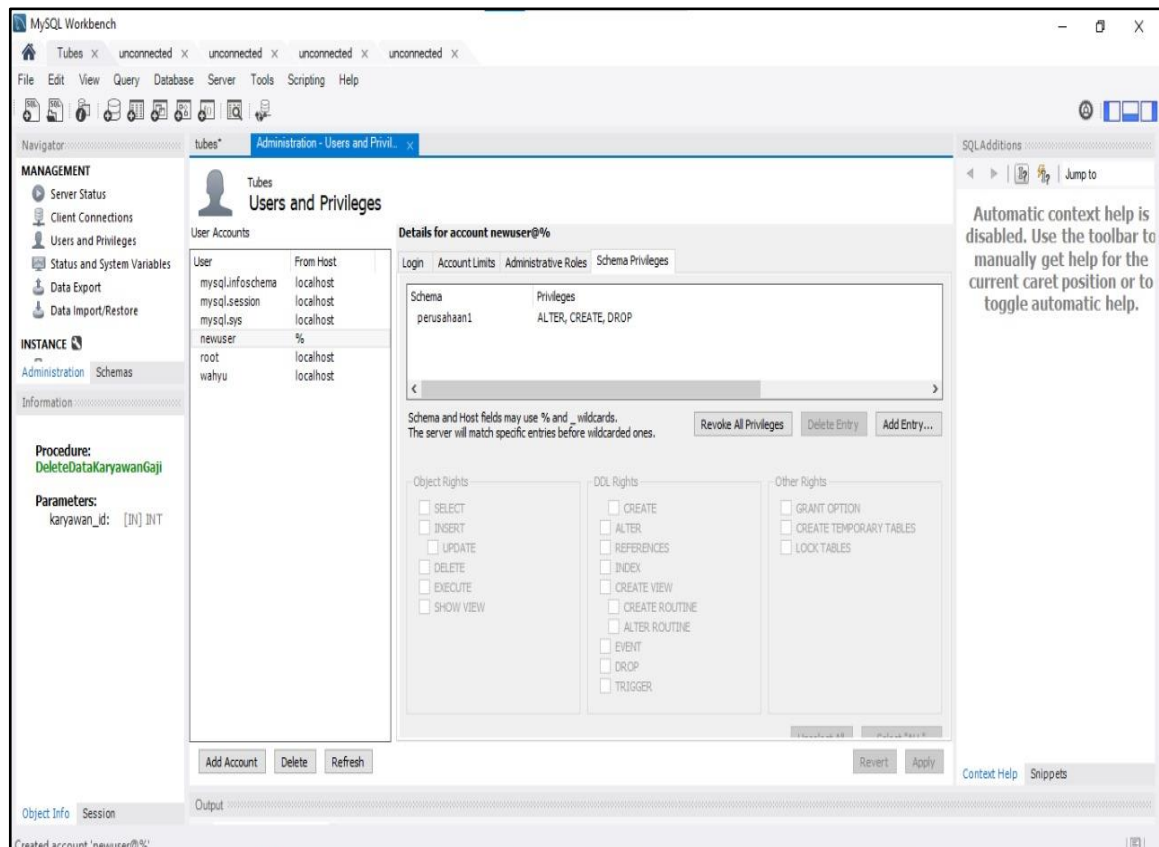 MySQL Workbench
Tubes × unconnected × unconnected × unconnected × unconnected ×
File Edit View Query Database Server Tools Scripting Help
Navigator
MANAGEMENT
Server Status
Client Connections
Users and Privileges
Status and System Variables
Data Export
Data Import/Restore
INSTANCE
Administration Schemas
Information
Procedure:
DeleteDataKaryawanGaji
Parameters:
karyawan_id: [IN] INT
Object Info Session
tubes* Administration - Users and Privil.. ×
Tubes
Users and Privileges
User Accounts
User From Host
mysql.infoschema localhost
mysql.session localhost
mysql.sys localhost
newuser %
root localhost
wahyu localhost
Add Account Delete Refresh
Details for account newuser@%
Login Account Limits Administrative Roles Schema Privileges
Schema Privileges
perusahaan1 ALTER, CREATE, DROP
Schema and Host fields may use % and _ wildcards.
The server will match specific entries before wildcarded ones.
Revoke All Privileges Delete Entry Add Entry...
Object Rights
SELECT
INSERT
UPDATE
DELETE
EXECUTE
SHOW VIEW
DDL Rights
CREATE
ALTER
REFERENCES
INDEX
CREATE VIEW
CREATE ROUTINE
ALTER ROUTINE
EVENT
DROP
TRIGGER
Other Rights
GRANT OPTION
CREATE TEMPORARY TABLES
LOCK TABLES
Unselect All Select "ALL"
Revert Apply
Output
SQLAdditions
Jump to
Automatic context help is
disabled. Use the toolbar to
manually get help for the
current caret position or to
toggle automatic help.
Context Help Snippets
Created account 'newuser@%'